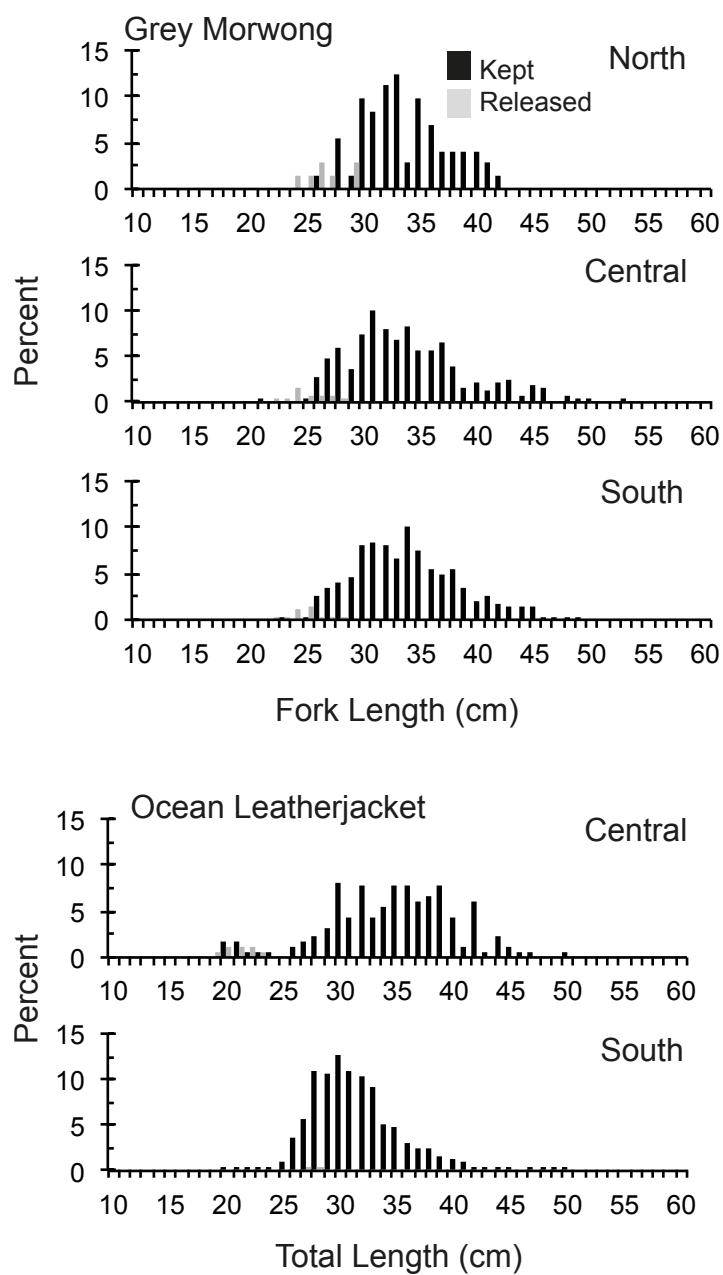 Grey Morwong
North
Kept
Released
15
10
5
0
10 15 20 25 30 35 40 45 50 55 60
Central
15
10
5
0
10 15 20 25 30 35 40 45 50 55 60
Percent
South
15
10
5
0
10 15 20 25 30 35 40 45 50 55 60
Fork Length (cm)
Ocean Leatherjacket
Central
15
10
5
0
10 15 20 25 30 35 40 45 50 55 60
Percent
South
15
10
5
0
10 15 20 25 30 35 40 45 50 55 60
Total Length (cm)